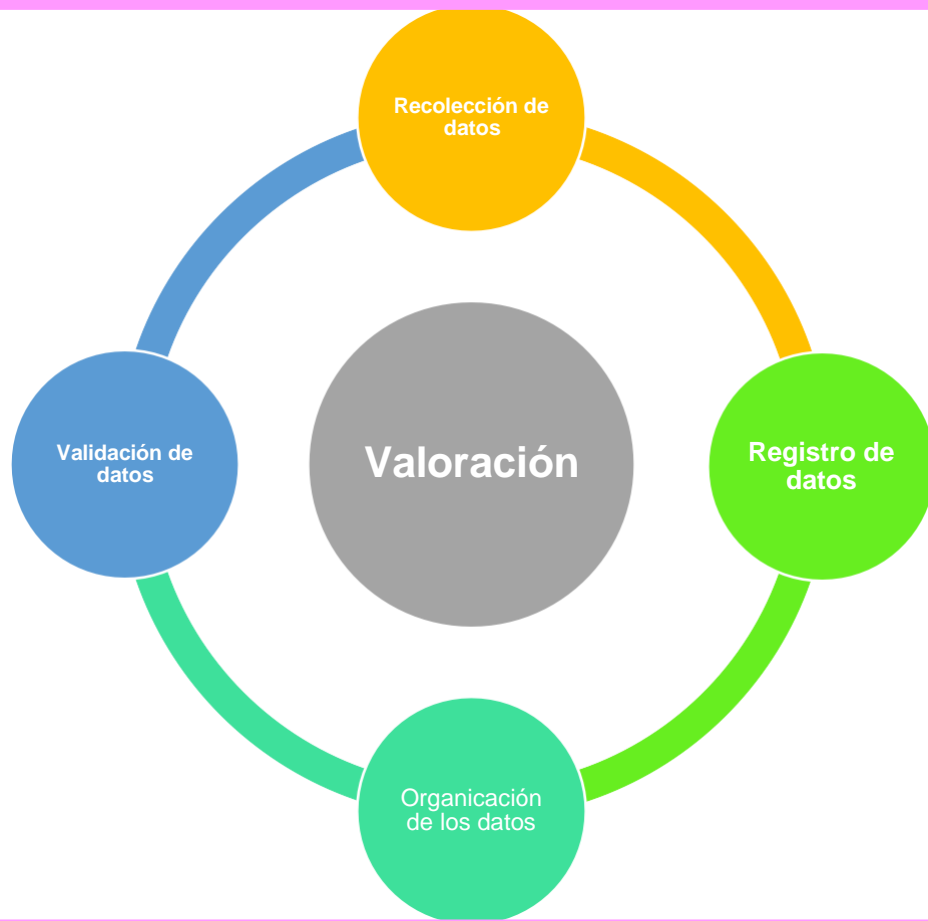 Recolección de
datos
Validación de
datos
Valoración
Registro de
datos
Organicación
de los datos